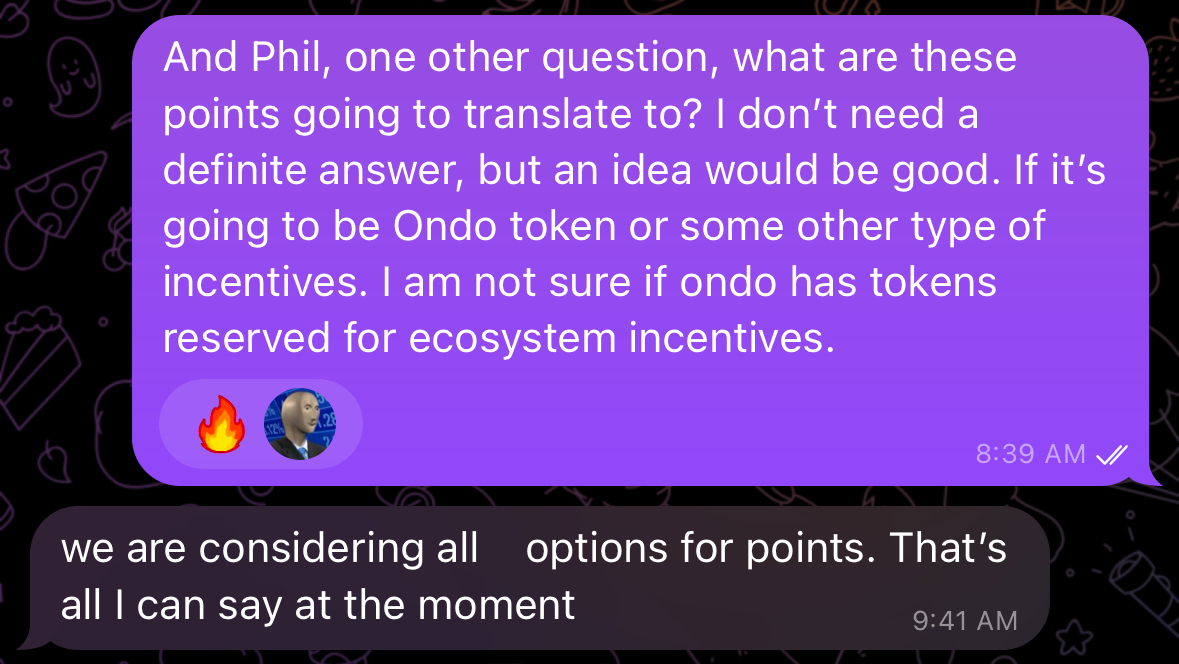 And Phil, one other question, what are these
points going to translate to? I don’t need a
definite answer, but an idea would be good. If it’s
going to be Ondo token or some other type of
incentives. I am not sure if ondo has tokens
reserved for ecosystem incentives.
8:39 AM
we are considering all options for points. That’s
all I can say at the moment
9:41 AM